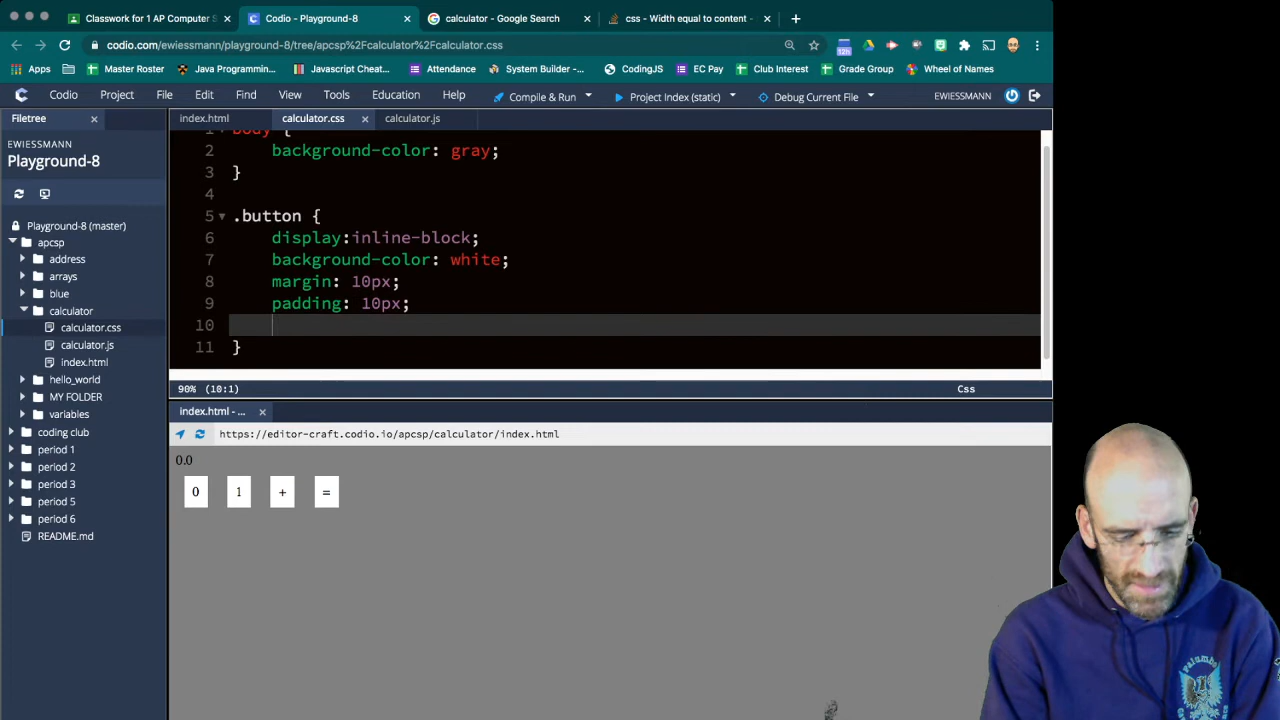 Classwork for 1 AP Computer S
Codio - Playground-8
calculator - Google Search
css - Width equal to content -
codio.com/ewiessmann/playground-8/tree/apcsp%2Fcalculator%2Fcalculator.css
12h
Apps
Master Roster
Java Programmin...
Javascript Cheat...
Attendance
System Builder -...
CodingJS
EC Pay
Club Interest
Grade Group
Wheel of Names
Codio
Project
File
Edit
Find
View
Tools
Education
Help
Compile & Run
Project Index (static)
Debug Current File
EWIESSMANN
Filetree
index.html
calculator.css
calculator.js
EWIESSMANN
Playground-8
Playground-8 (master)
apcsp
address
arrays
blue
calculator
calculator.css
calculator.js
index.html
hello_world
MY FOLDER
variables
coding club
period 1
period 2
period 3
period 5
period 6
README.md
1 body {
2 background-color: gray;
3 }
4
5 .button {
6 display:inline-block;
7 background-color: white;
8 margin: 10px;
9 padding: 10px;
10
11 }
90% (10:1)
Css
index.html - ...
https://editor-craft.codio.io/apcsp/calculator/index.html
0.0
0 1 + =